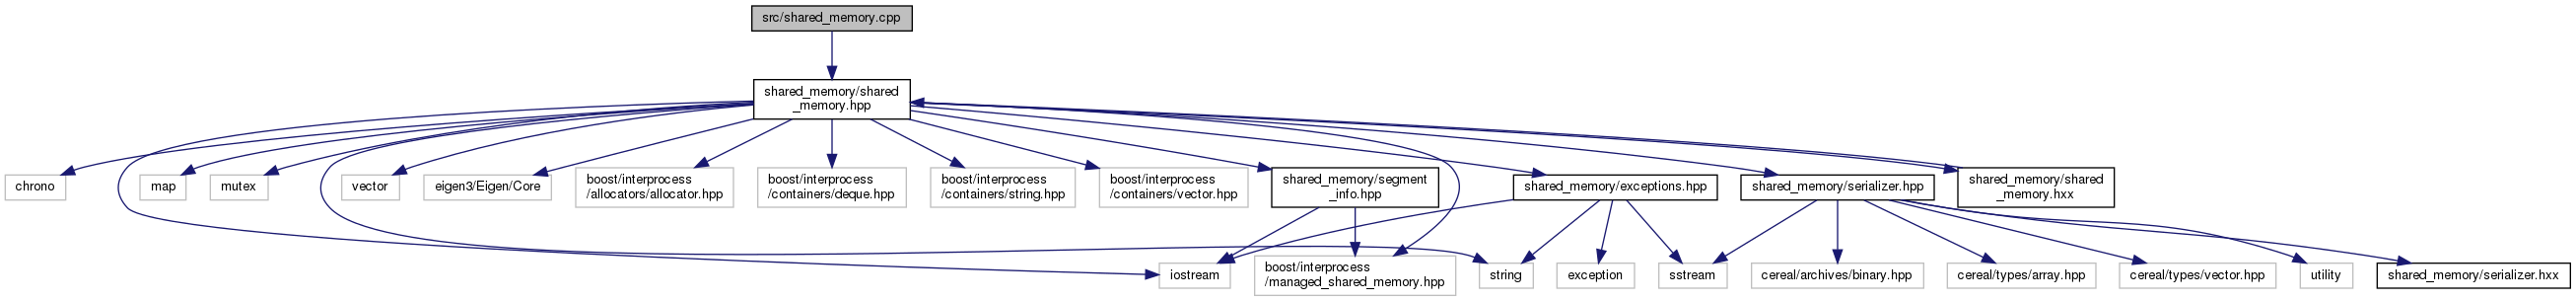 src/shared_memory.cpp
shared_memory/shared
_memory.hpp
chrono
map
mutex
vector
eigen3/Eigen/Core
boost/interprocess
/allocators/allocator.hpp
boost/interprocess
/containers/deque.hpp
boost/interprocess
/containers/string.hpp
boost/interprocess
/containers/vector.hpp
shared_memory/segment
_info.hpp
shared_memory/exceptions.hpp
shared_memory/serializer.hpp
shared_memory/shared
_memory.hxx
iostream
boost/interprocess
/managed_shared_memory.hpp
string
exception
sstream
cereal/archives/binary.hpp
cereal/types/array.hpp
cereal/types/vector.hpp
utility
shared_memory/serializer.hxx